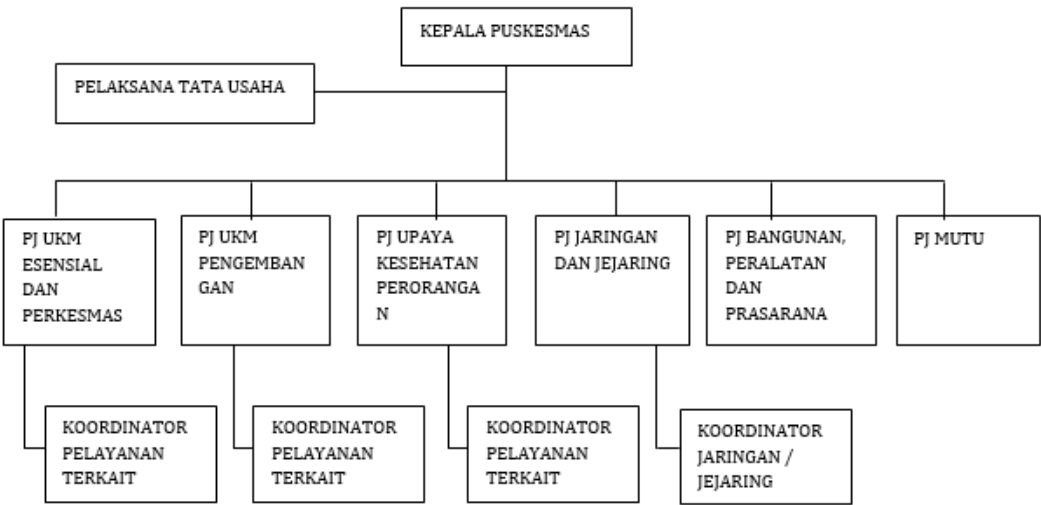 KEPALA PUSKESMAS
PELAKSANA TATA USAHA
PJ UKM
ESENSIAL
DAN
PERKESMAS
PJ UKM
PENGEMBAN
GAN
PJ UPAYA
KESEHATAN
PERORANGA
N
PJ JARINGAN
DAN JEJARING
PJ BANGUNAN,
PERALATAN
DAN
PRASARANA
PJ MUTU
KOORDINATOR
PELAYANAN
TERKAIT
KOORDINATOR
PELAYANAN
TERKAIT
KOORDINATOR
PELAYANAN
TERKAIT
KOORDINATOR
JARINGAN /
JEJARING